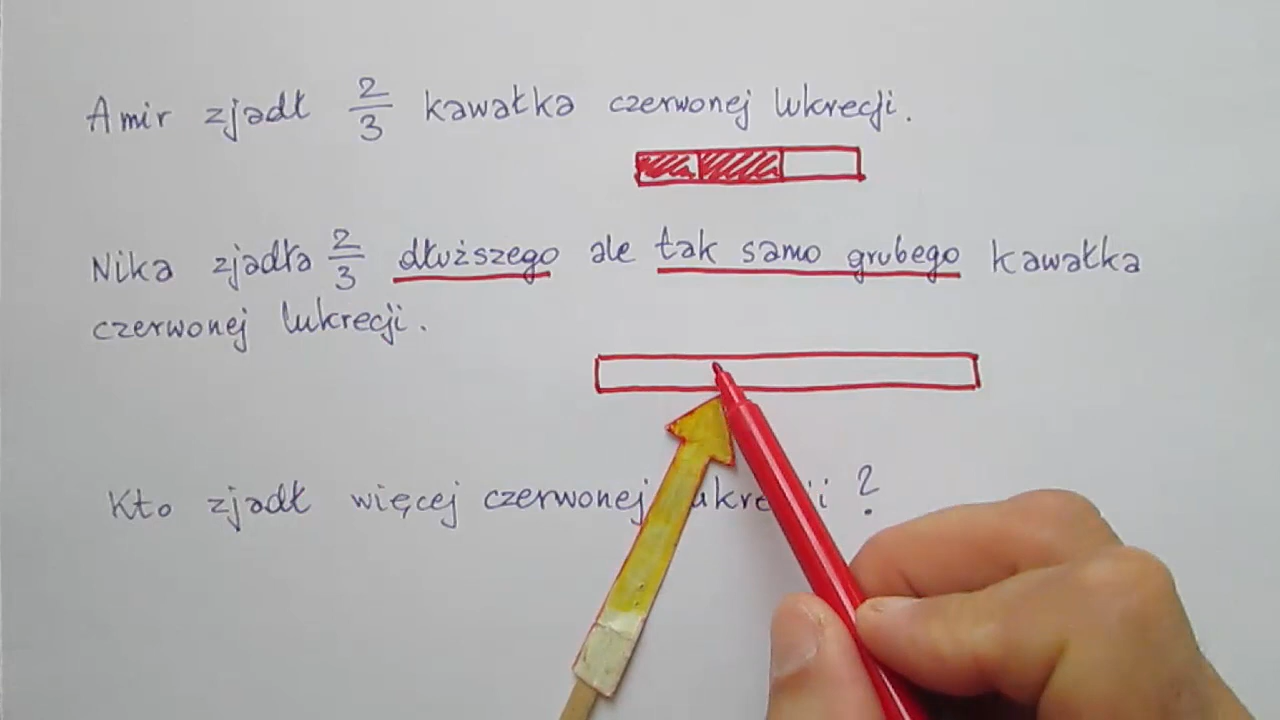 Amir zjadł 2/3 kawałka czerwonej lukrecji.
Nika zjadła 2/3 dłuższego ale tak samo grubego kawałka
czerwonej lukrecji.
Kto zjadł więcej czerwonej lukrecji?